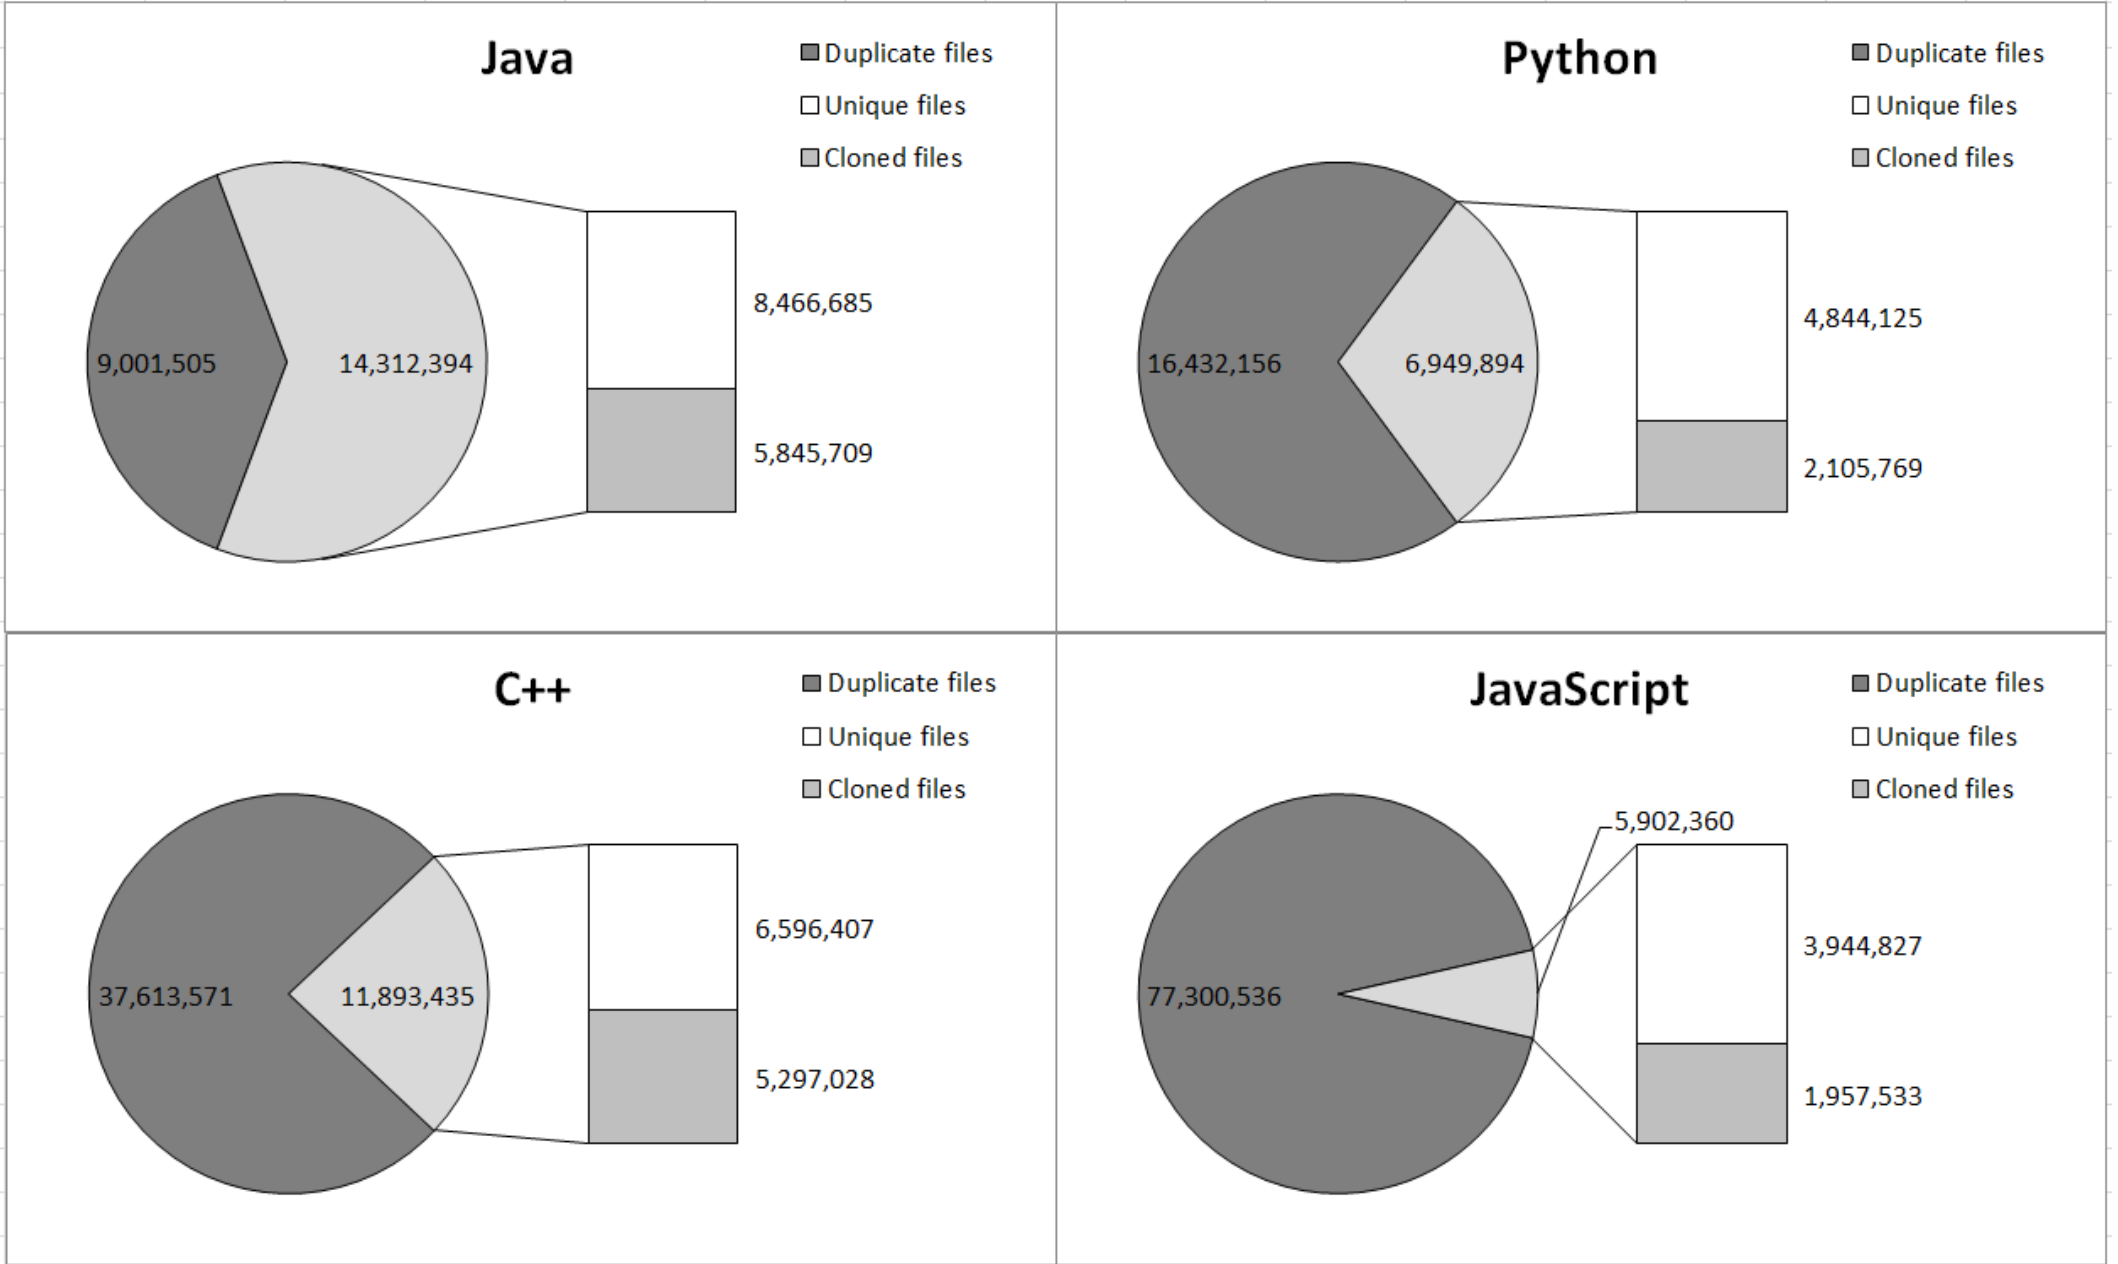 Java
Duplicate files
Unique files
Cloned files
9,001,505
14,312,394
8,466,685
5,845,709
Python
Duplicate files
Unique files
Cloned files
16,432,156
6,949,894
4,844,125
2,105,769
C++
Duplicate files
Unique files
Cloned files
37,613,571
11,893,435
6,596,407
5,297,028
JavaScript
Duplicate files
Unique files
Cloned files
5,902,360
77,300,536
3,944,827
1,957,533